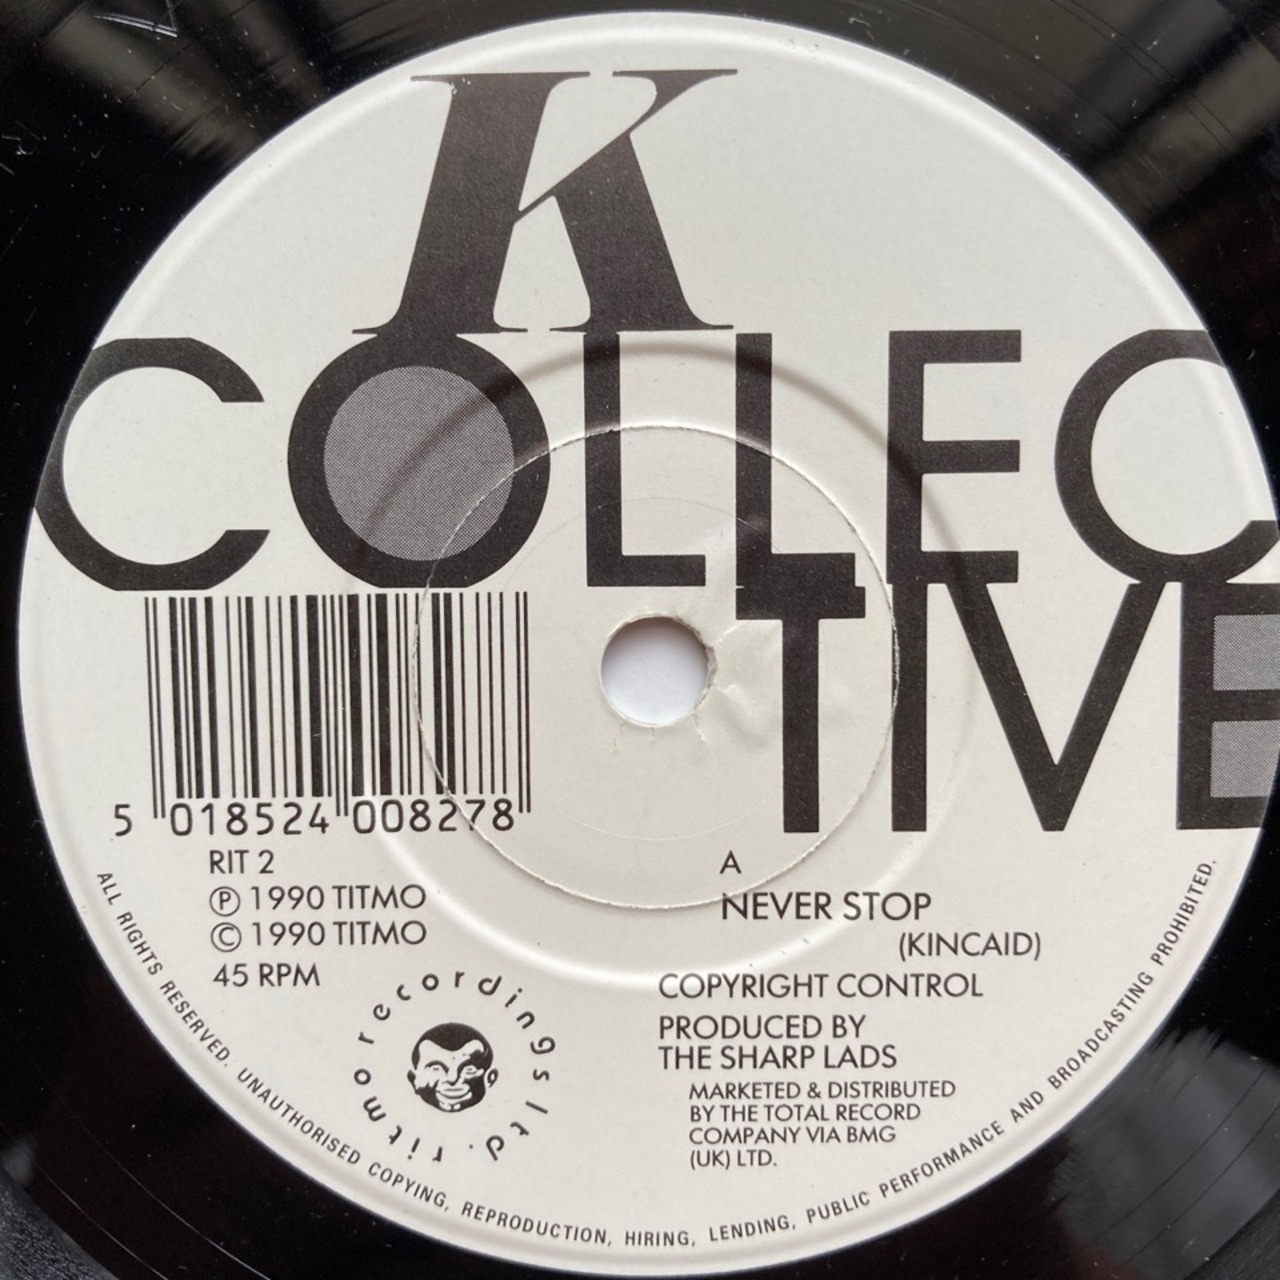 K
COLLEC
TIVE
5 018524 008278
RIT 2
Ⓟ 1990 TITMO
© 1990 TITMO
45 RPM
ritmo recordings ltd.
A
NEVER STOP
(KINCAID)
COPYRIGHT CONTROL
PRODUCED BY
THE SHARP LADS
MARKETED & DISTRIBUTED
BY THE TOTAL RECORD
COMPANY VIA BMG
(UK) LTD.
ALL RIGHTS RESERVED. UNAUTHORISED COPYING, REPRODUCTION, HIRING, LENDING, PUBLIC PERFORMANCE AND BROADCASTING PROHIBITED.